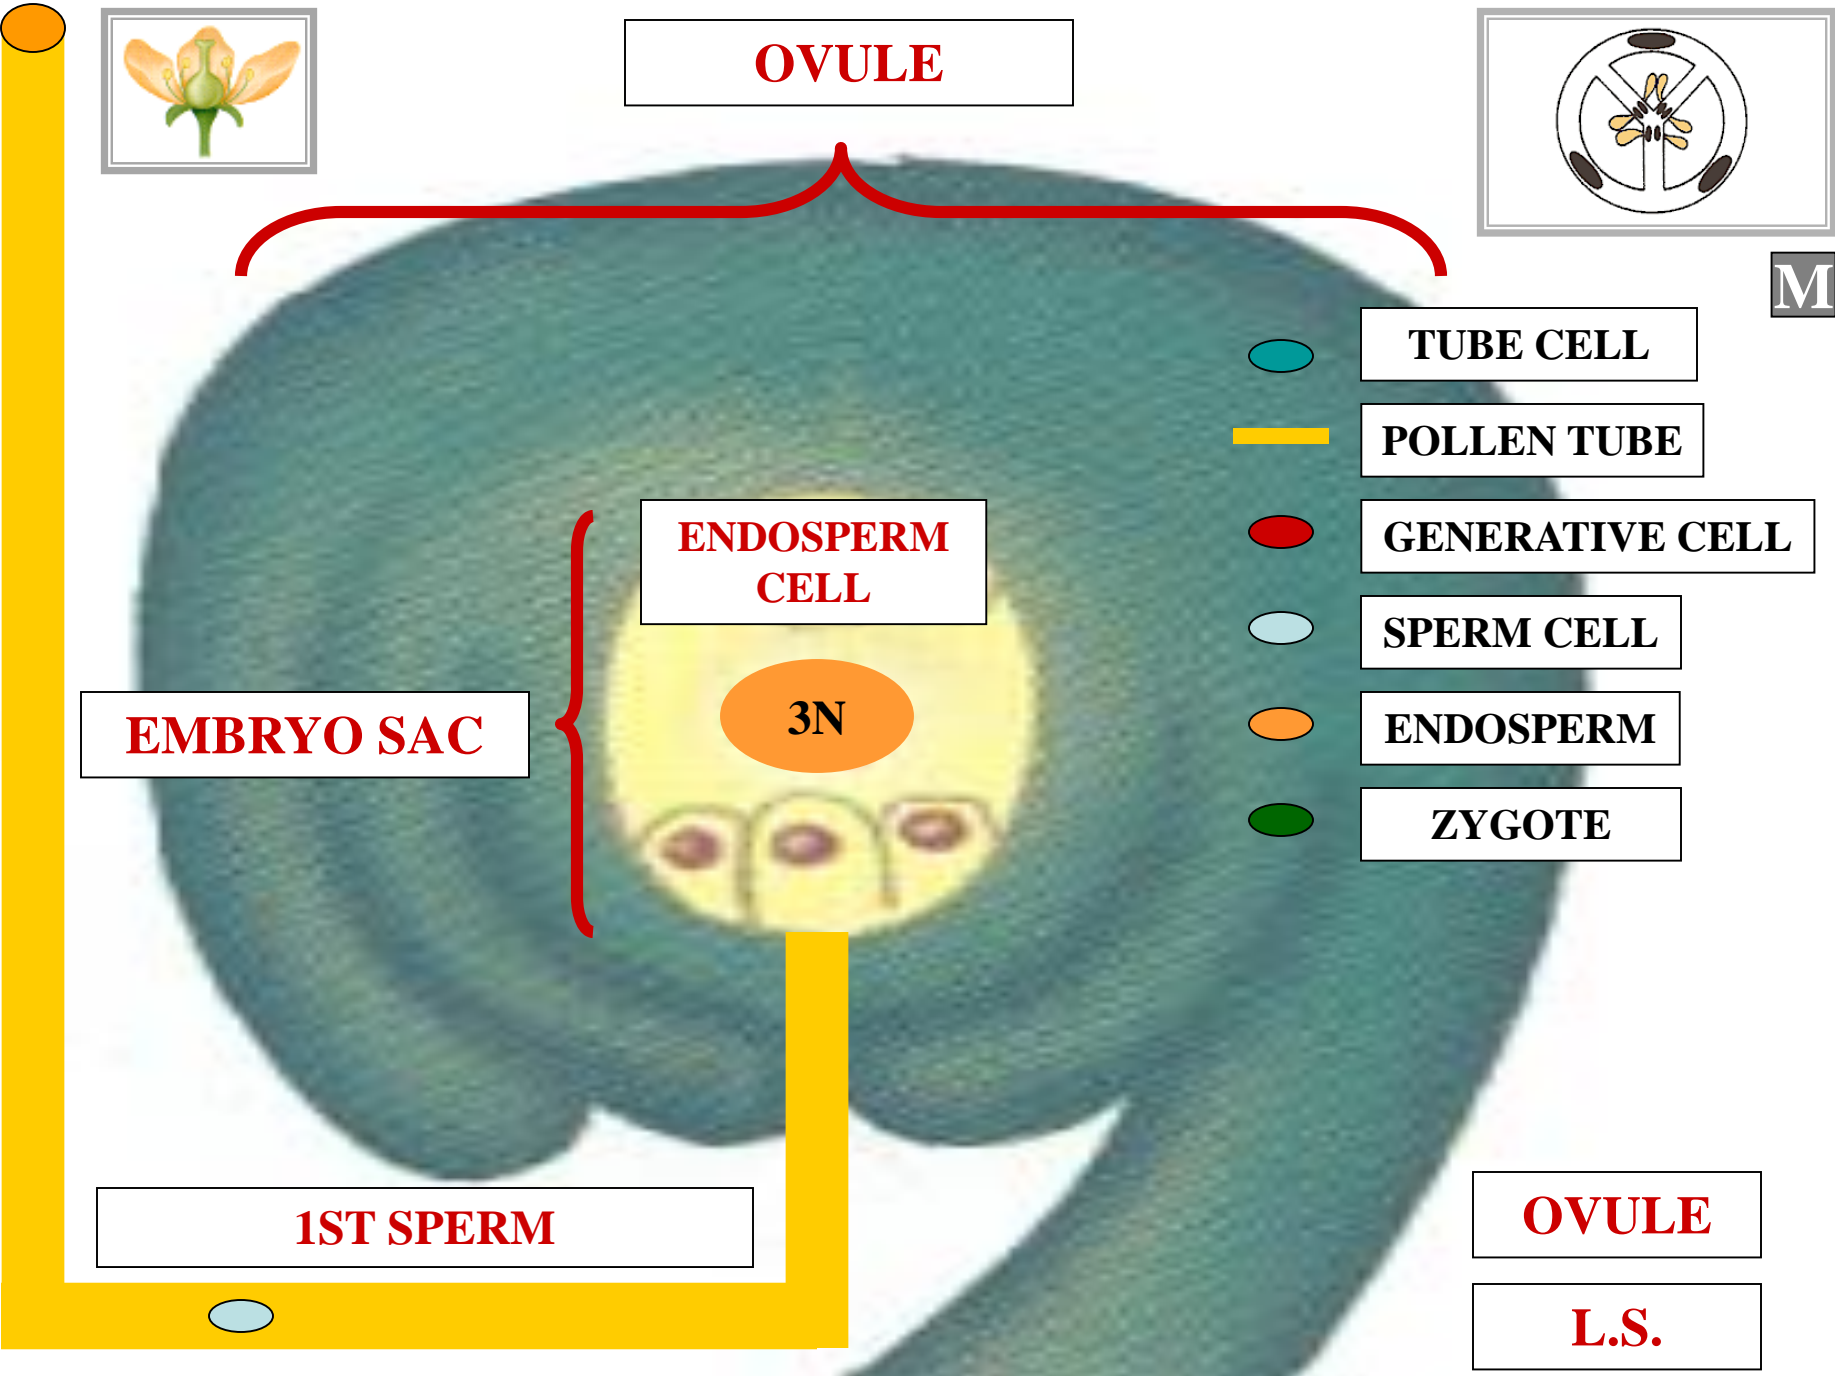 OVULE
M
TUBE CELL
POLLEN TUBE
ENDOSPERM
CELL
GENERATIVE CELL
SPERM CELL
3N
EMBRYO SAC
ENDOSPERM
ZYGOTE
1ST SPERM
OVULE
L.S.